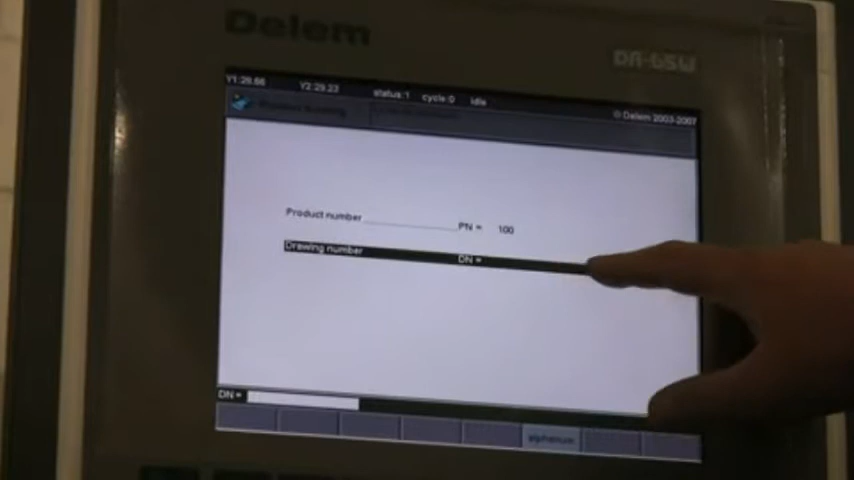 Delem
DA-65W
Y1:29.66 Y2:29.23 status:1 cycle:0 idle
© Delem 2003-2007
Product number PN = 100
Drawing number DN =
DN =
alphanum